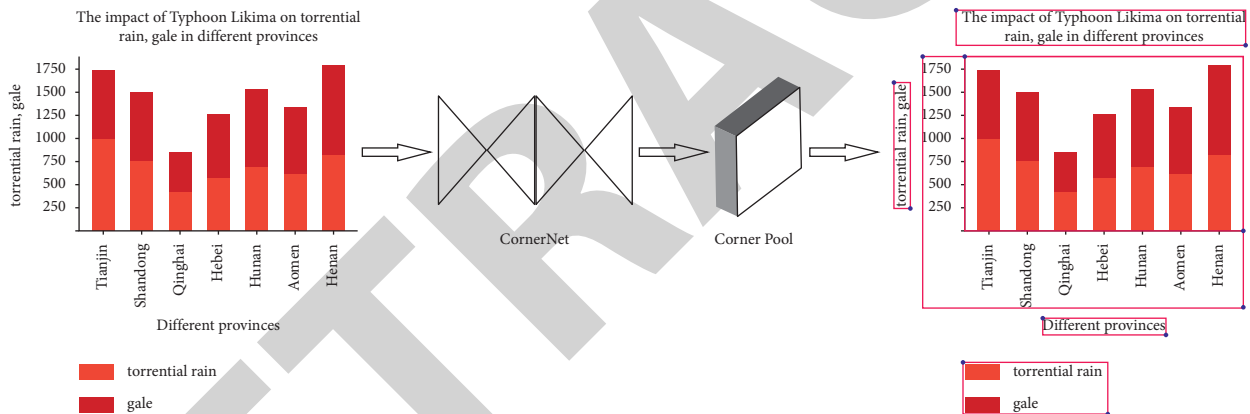 The impact of Typhoon Likima on torrential
rain, gale in different provinces
torrential rain, gale
1750
1500
1250
1000
750
500
250
Tianjin
Shandong
Qinghai
Hebei
Hunan
Aomen
Henan
Different provinces
torrential rain
gale
CornerNet
Corner Pool
The impact of Typhoon Likima on torrential
rain, gale in different provinces
torrential rain, gale
1750
1500
1250
1000
750
500
250
Tianjin
Shandong
Qinghai
Hebei
Hunan
Aomen
Henan
Different provinces
torrential rain
gale